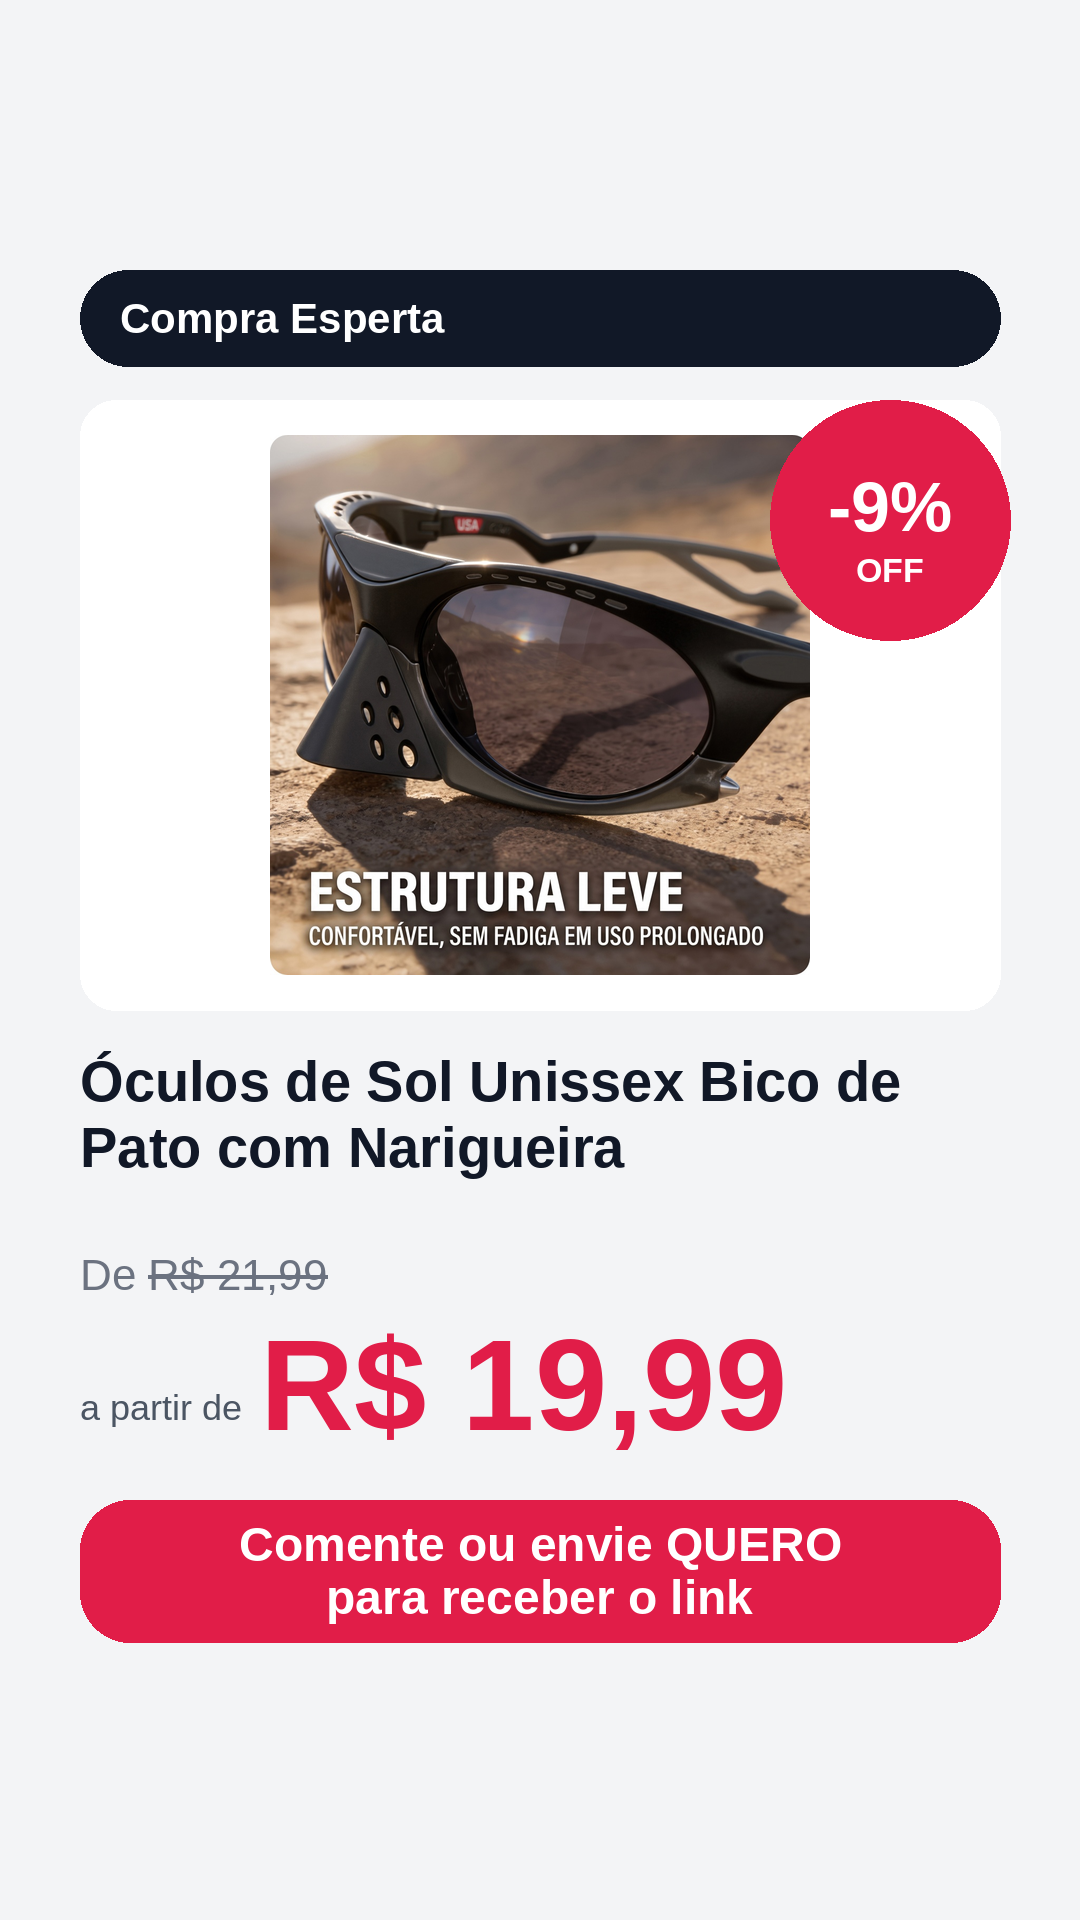 Compra Esperta
-9%
OFF
USA
ESTRUTURA LEVE
CONFORTÁVEL, SEM FADIGA EM USO PROLONGADO
Óculos de Sol Unissex Bico de
Pato com Narigueira
De R$ 21,99
a partir de R$ 19,99
Comente ou envie QUERO
para receber o link